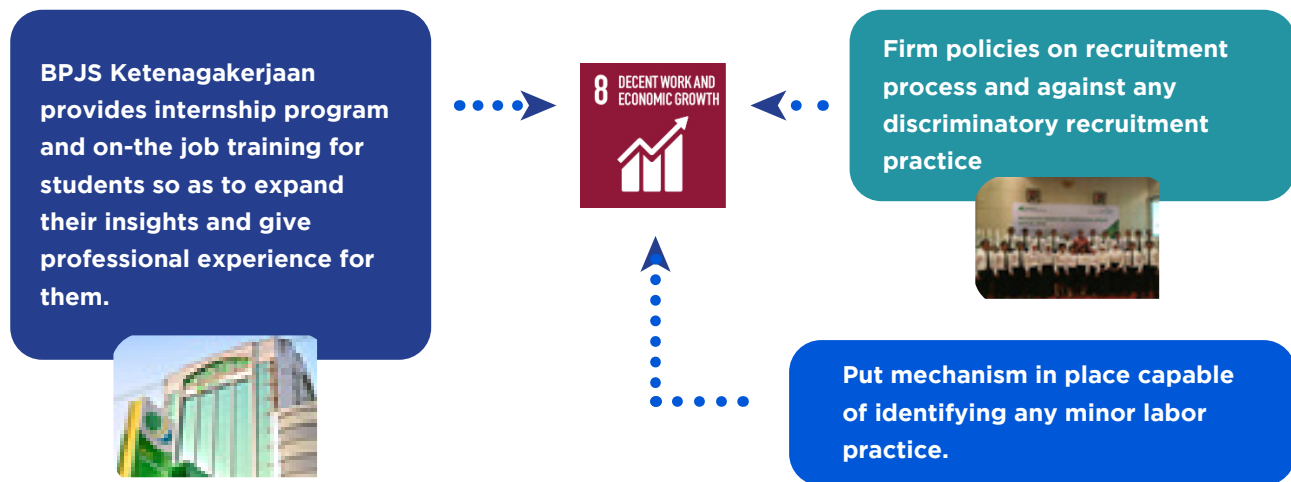 BPJS Ketenagakerjaan
provides internship program
and on-the job training for
students so as to expand
their insights and give
professional experience for
them.
8 DECENT WORK AND
ECONOMIC GROWTH
Firm policies on recruitment
process and against any
discriminatory recruitment
practice
Put mechanism in place capable
of identifying any minor labor
practice.